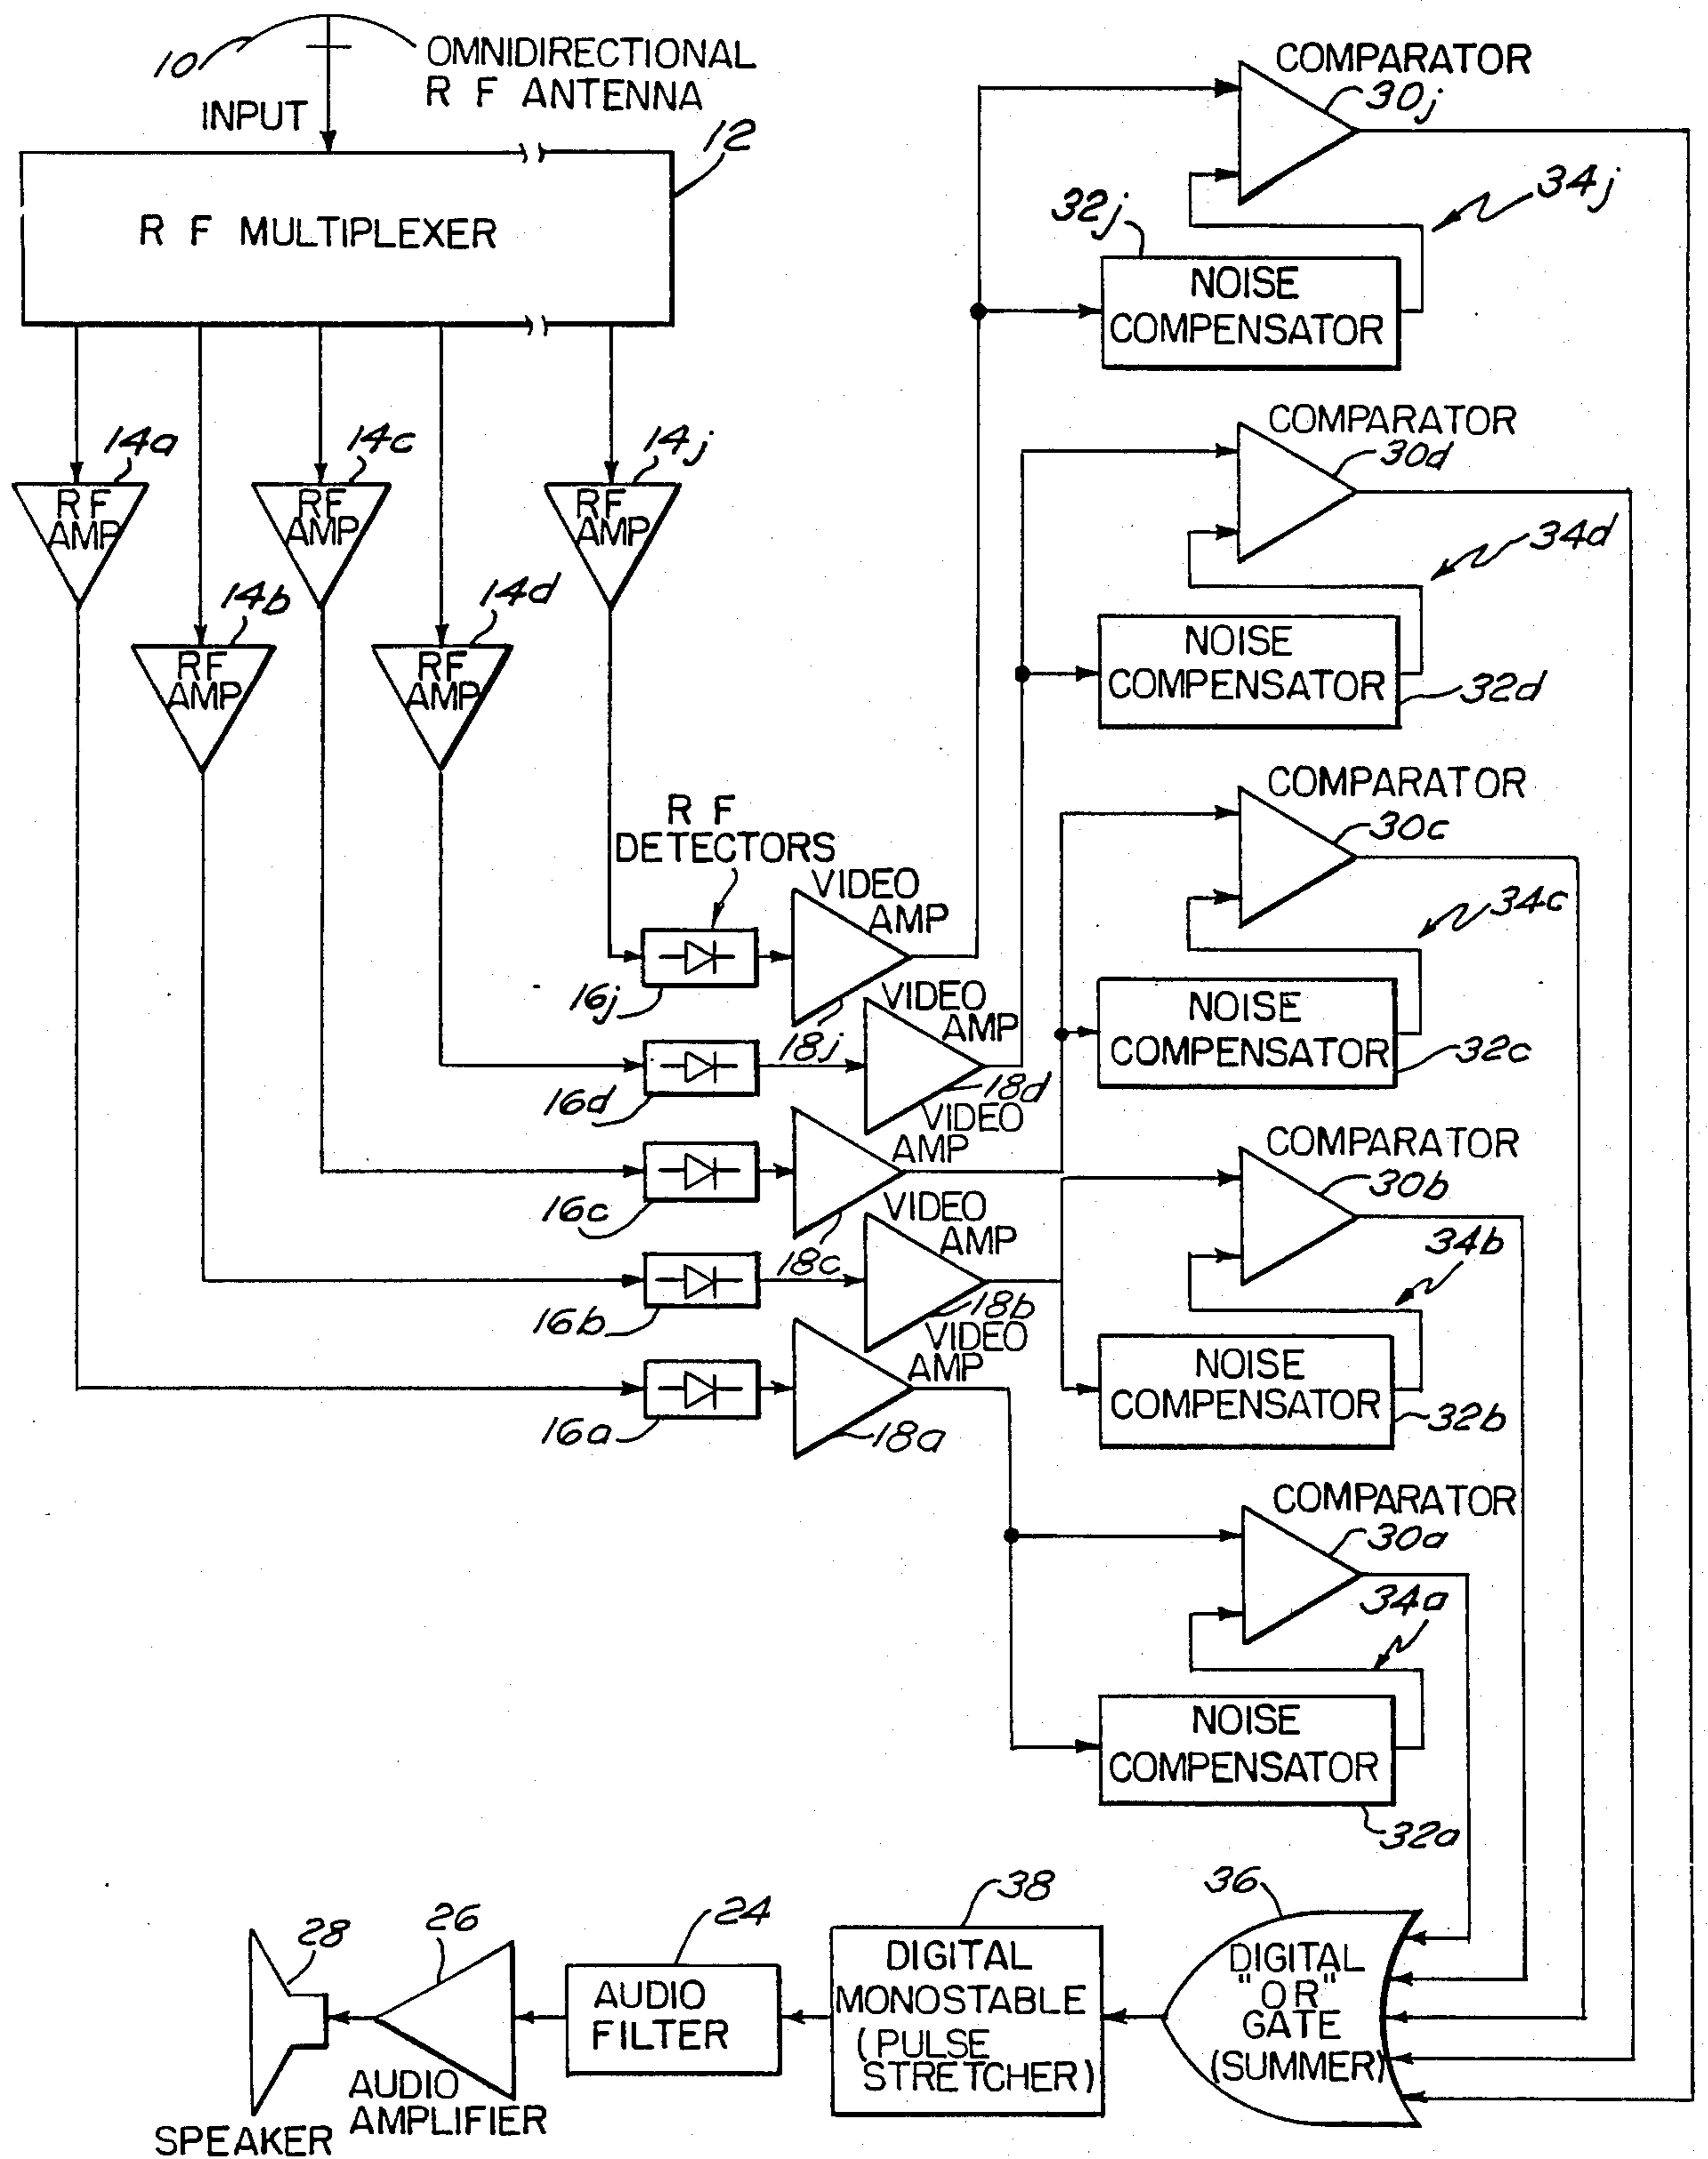 10
OMNIDIRECTIONAL
R F ANTENNA
INPUT
12
R F MULTIPLEXER
COMPARATOR
30j
34j
32j
NOISE
COMPENSATOR
14a
14c
14j
RF
AMP
RF
AMP
RF
AMP
14b
14d
RF
AMP
RF
AMP
COMPARATOR
30d
34d
NOISE
COMPENSATOR
32d
R F
DETECTORS
VIDEO
AMP
16j
18j
VIDEO
AMP
16d
18d
VIDEO
AMP
16c
18c
VIDEO
AMP
16b
18b
VIDEO
AMP
16a
18a
COMPARATOR
30c
34c
NOISE
COMPENSATOR
32c
COMPARATOR
30b
34b
NOISE
COMPENSATOR
32b
COMPARATOR
30a
34a
NOISE
COMPENSATOR
32a
28
26
24
38
36
DIGITAL
"OR"
GATE
(SUMMER)
DIGITAL
MONOSTABLE
(PULSE
STRETCHER)
AUDIO
FILTER
AUDIO
AMPLIFIER
SPEAKER